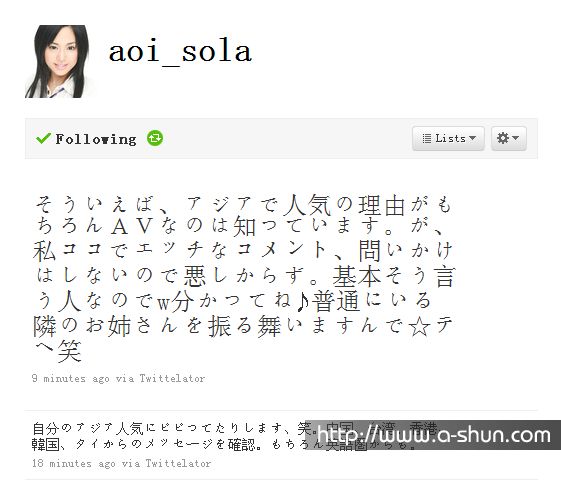 aoi_sola
Following
Lists
そういえば、アジアで人気の理由がも
ちろんAVなのは知っています。が、
私ココでエッチなコメント、問いかけ
はしないので悪しからず。基本そう言
う人なのでw分かってね♪普通にいる
隣のお姉さんを振る舞いますんで☆テ
ヘ笑
9 minutes ago via Twittelator
自分のアジア人気にビビってたりします、笑。中国、台湾、香港、
韓国、タイからのメッセージを確認。もちろん英語圏からも。
http://www.a-shun.com
18 minutes ago via Twittelator